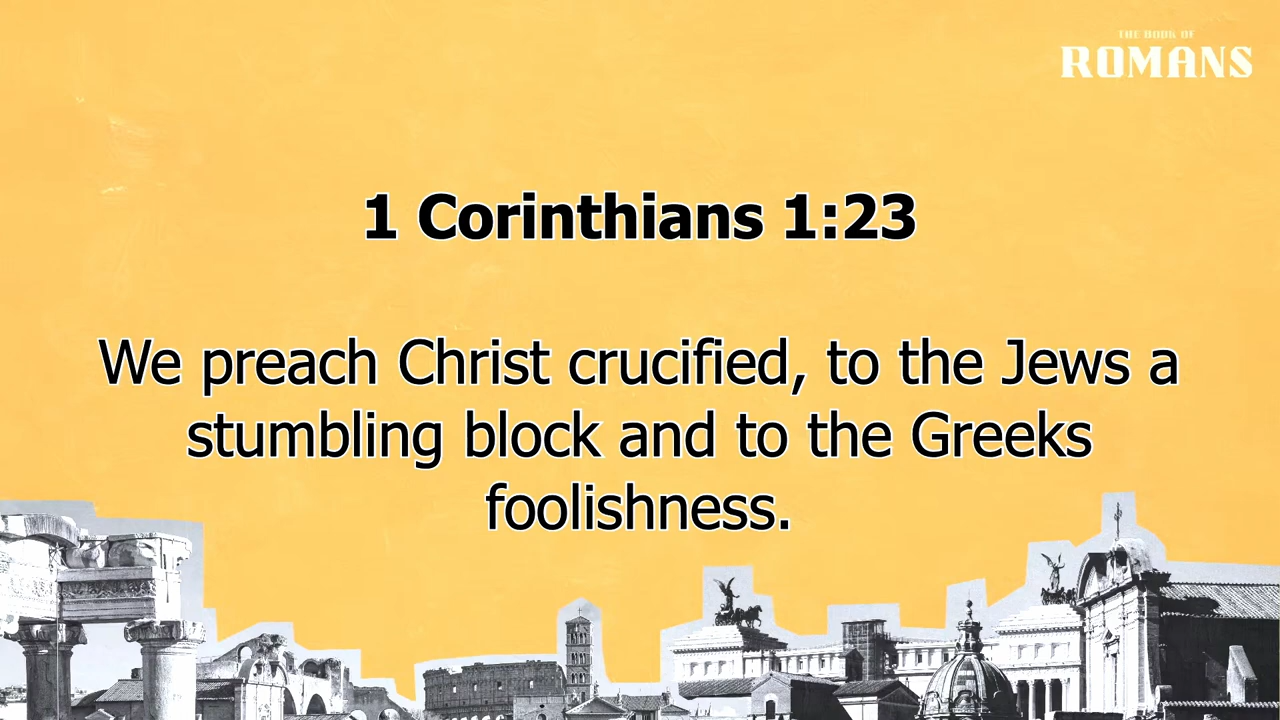 THE BOOK OF
ROMANS
1 Corinthians 1:23
We preach Christ crucified, to the Jews a
stumbling block and to the Greeks
foolishness.